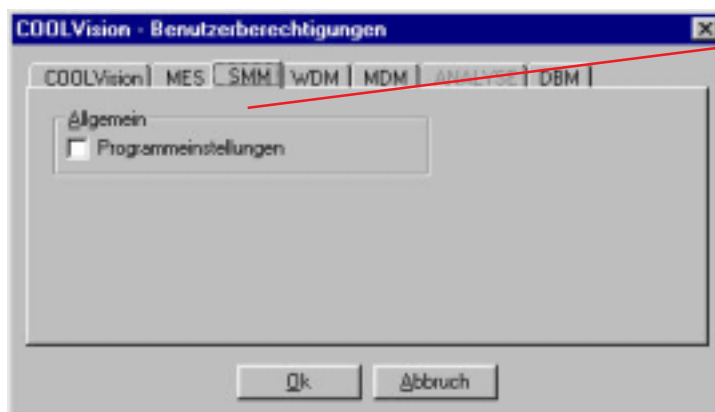 COOLVision - Benutzerberechtigungen
COOLVision MES SMM WDM MDM ANALYSE DBM
Allgemein
Programmeinstellungen
Ok Abbruch